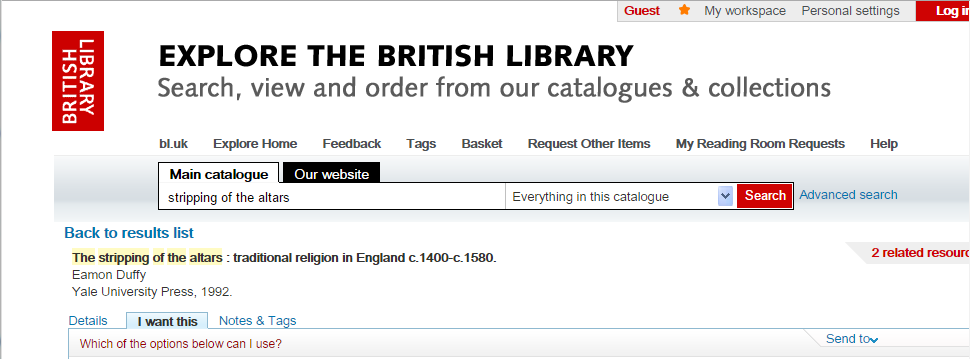 Guest My workspace Personal settings Log in
LIBRARY
BRITISH
EXPLORE THE BRITISH LIBRARY
Search, view and order from our catalogues & collections
bl.uk Explore Home Feedback Tags Basket Request Other Items My Reading Room Requests Help
Main catalogue Our website
stripping of the altars Everything in this catalogue Search Advanced search
Back to results list
The stripping of the altars : traditional religion in England c.1400-c.1580.
2 related resourc
Eamon Duffy
Yale University Press, 1992.
Details I want this Notes & Tags
Which of the options below can I use? Send to